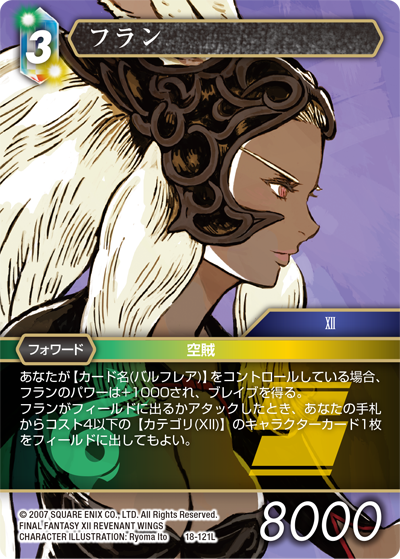 3
フラン
XII
フォワード
空賊
あなたが【カード名(バルフレア)】をコントロールしている場合、
フランのパワーは+1000され、ブレイブを得る。
フランがフィールドに出るかアタックしたとき、あなたの手札
からコスト4以下の【カテゴリ(XII)】のキャラクターカード1枚
をフィールドに出してもよい。
© 2007 SQUARE ENIX CO., LTD. All Rights Reserved.
FINAL FANTASY XII REVENANT WINGS
CHARACTER ILLUSTRATION: Ryoma Ito
18-121L
8000